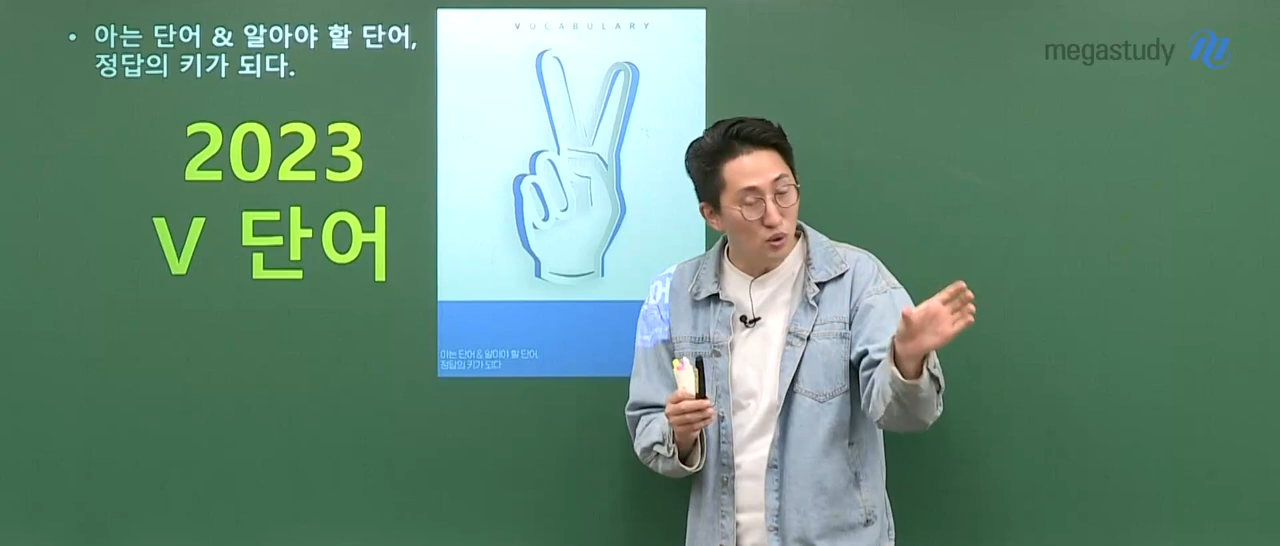 • 아는 단어 & 알아야 할 단어,
정답의 키가 되다.
2023
V 단어
VOCABULARY
아는 단어 & 알아야 할 단어,
정답의 키가 되다
megastudy